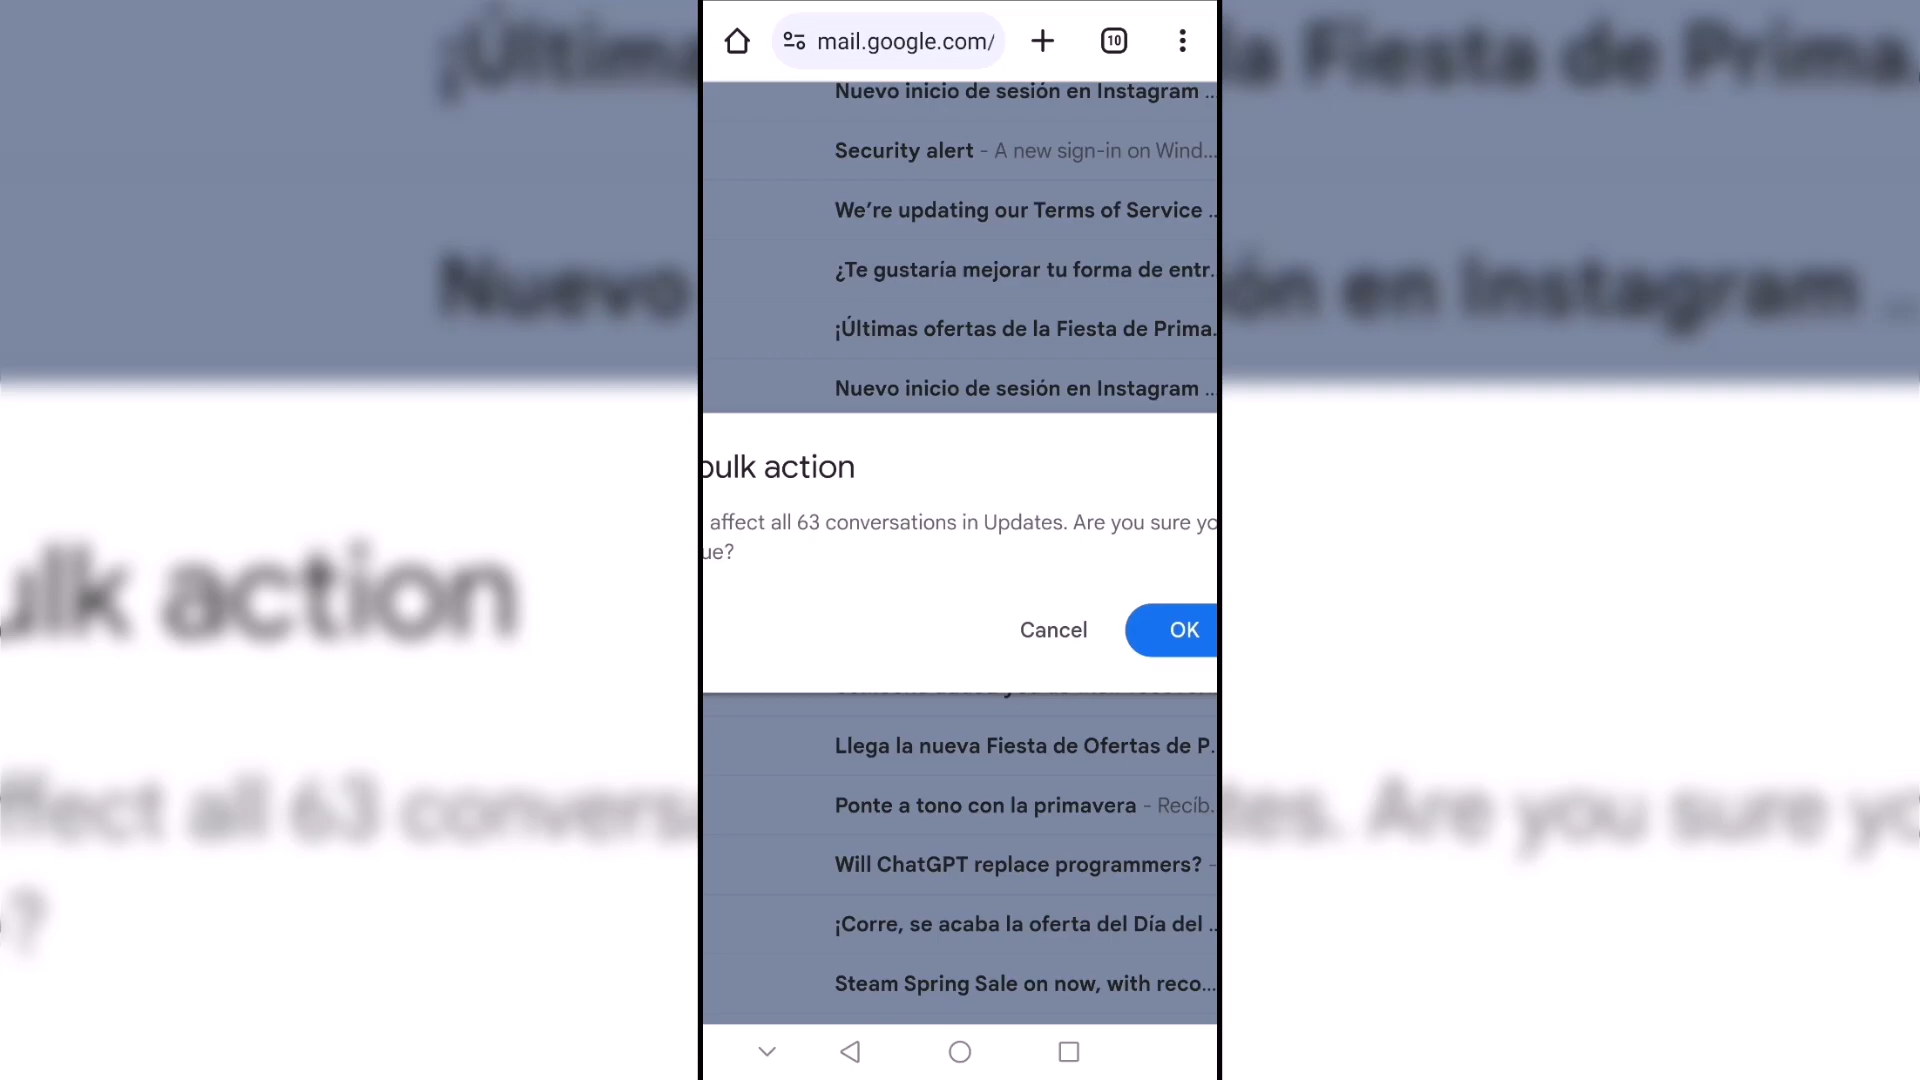 mail.google.com/
10
Nuevo inicio de sesión en Instagram ...
Security alert - A new sign-in on Wind...
We're updating our Terms of Service ..
¿Te gustaría mejorar tu forma de entr.
¡Últimas ofertas de la Fiesta de Prima.
Nuevo inicio de sesión en Instagram ...
bulk action
affect all 63 conversations in Updates. Are you sure yo
ue?
Cancel
OK
Llega la nueva Fiesta de Ofertas de P.
Ponte a tono con la primavera - Recíb.
Will ChatGPT replace programmers? -
¡Corre, se acaba la oferta del Día del ..
Steam Spring Sale on now, with reco...